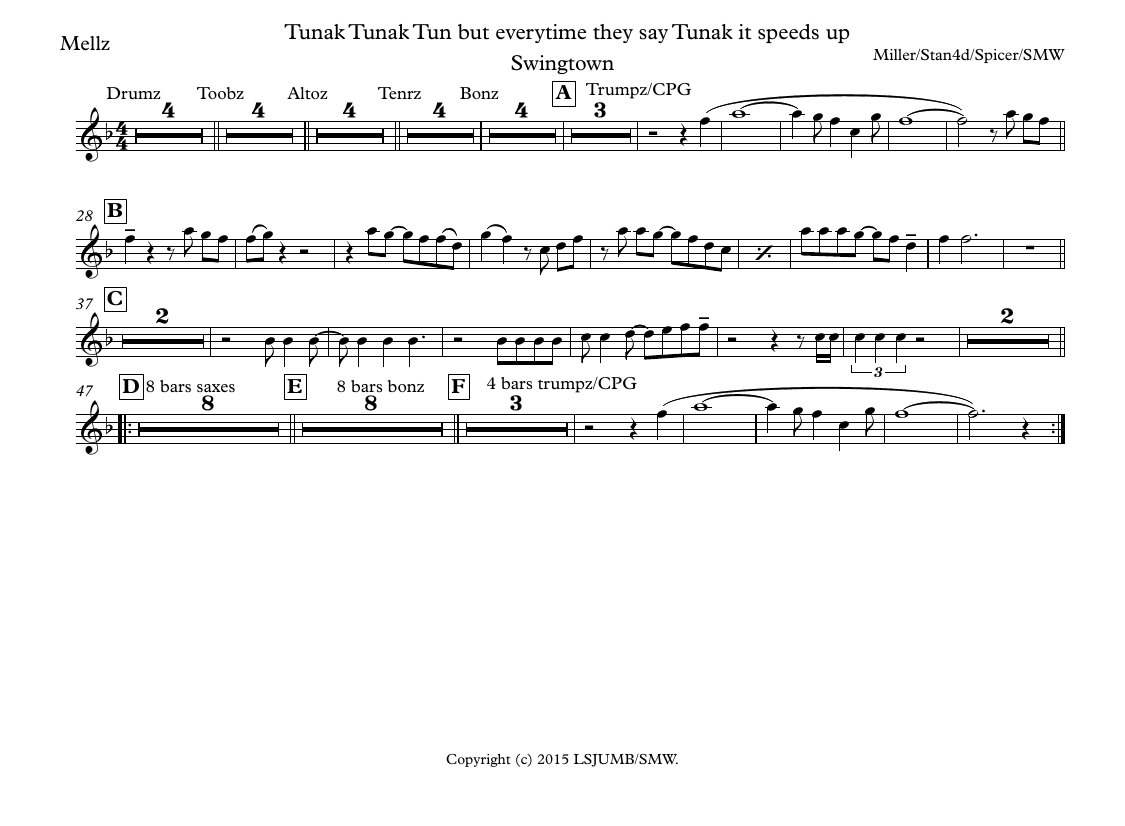 Tunak Tunak Tun but everytime they say Tunak it speeds up
Mellz
Swingtown
Miller/Stan4d/Spicer/SMW
Drumz Toobz Altoz Tenrz Bonz A Trumpz/CPG
4 4 4 4 4 3
4
4
28 B
37 C
2 2
3
47 D 8 bars saxes E 8 bars bonz F 4 bars trumpz/CPG
8 8 3
Copyright (c) 2015 LSJUMB/SMW.